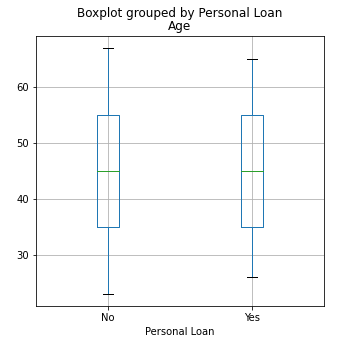 Boxplot grouped by Personal Loan
Age
60
50
40
30
No Yes
Personal Loan